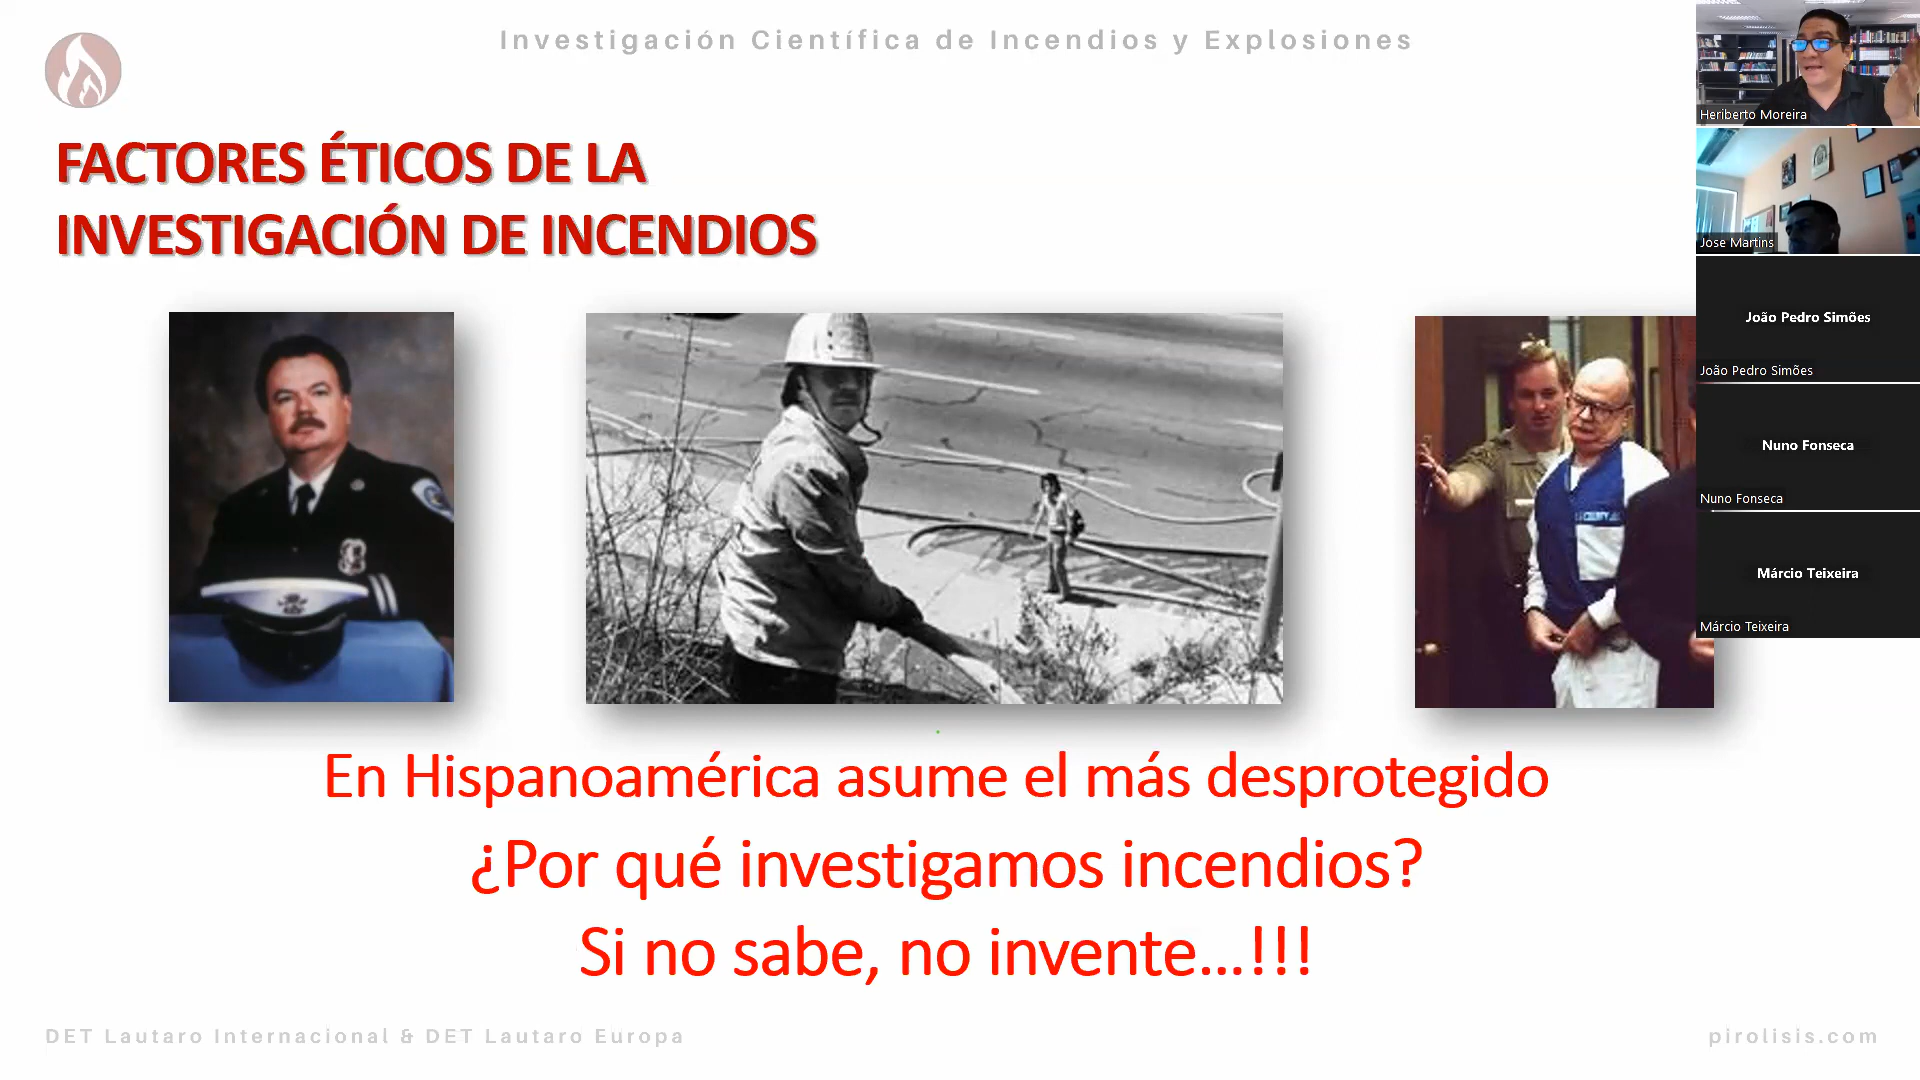 Investigación Científica de Incendios y Explosiones
FACTORES ÉTICOS DE LA
INVESTIGACIÓN DE INCENDIOS
En Hispanoamérica asume el más desprotegido
¿Por qué investigamos incendios?
Si no sabe, no invente...!!!
DET Lautaro Internacional & DET Lautaro Europa
pirolisis.com
Heriberto Moreira
Jose Martins
João Pedro Simões
João Pedro Simões
Nuno Fonseca
Nuno Fonseca
Márcio Teixeira
Márcio Teixeira